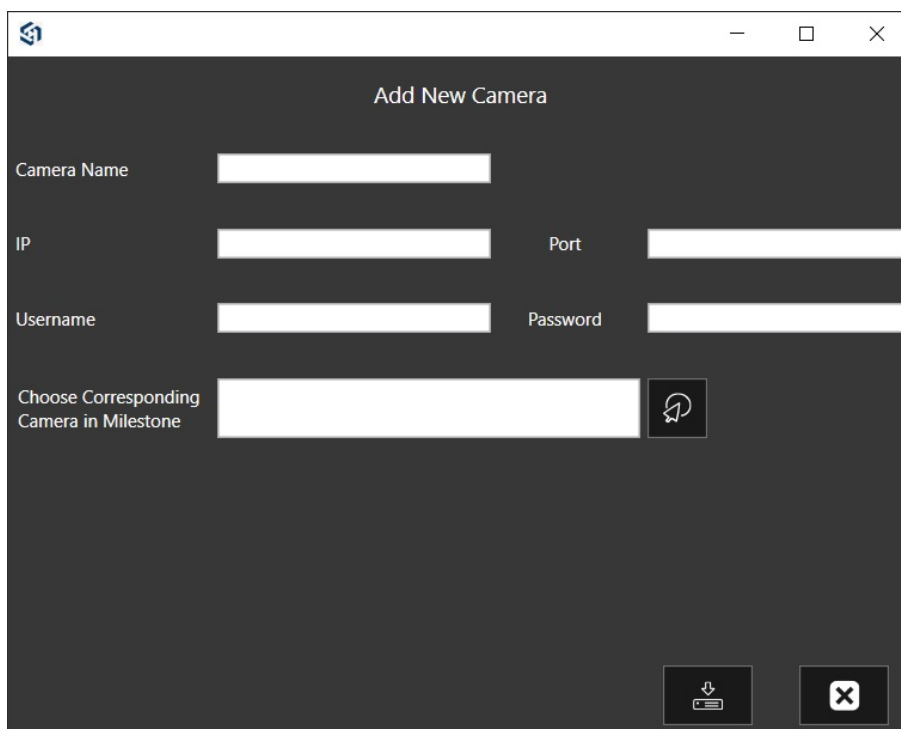 Add New Camera
Camera Name
IP
Port
Username
Password
Choose Corresponding
Camera in Milestone